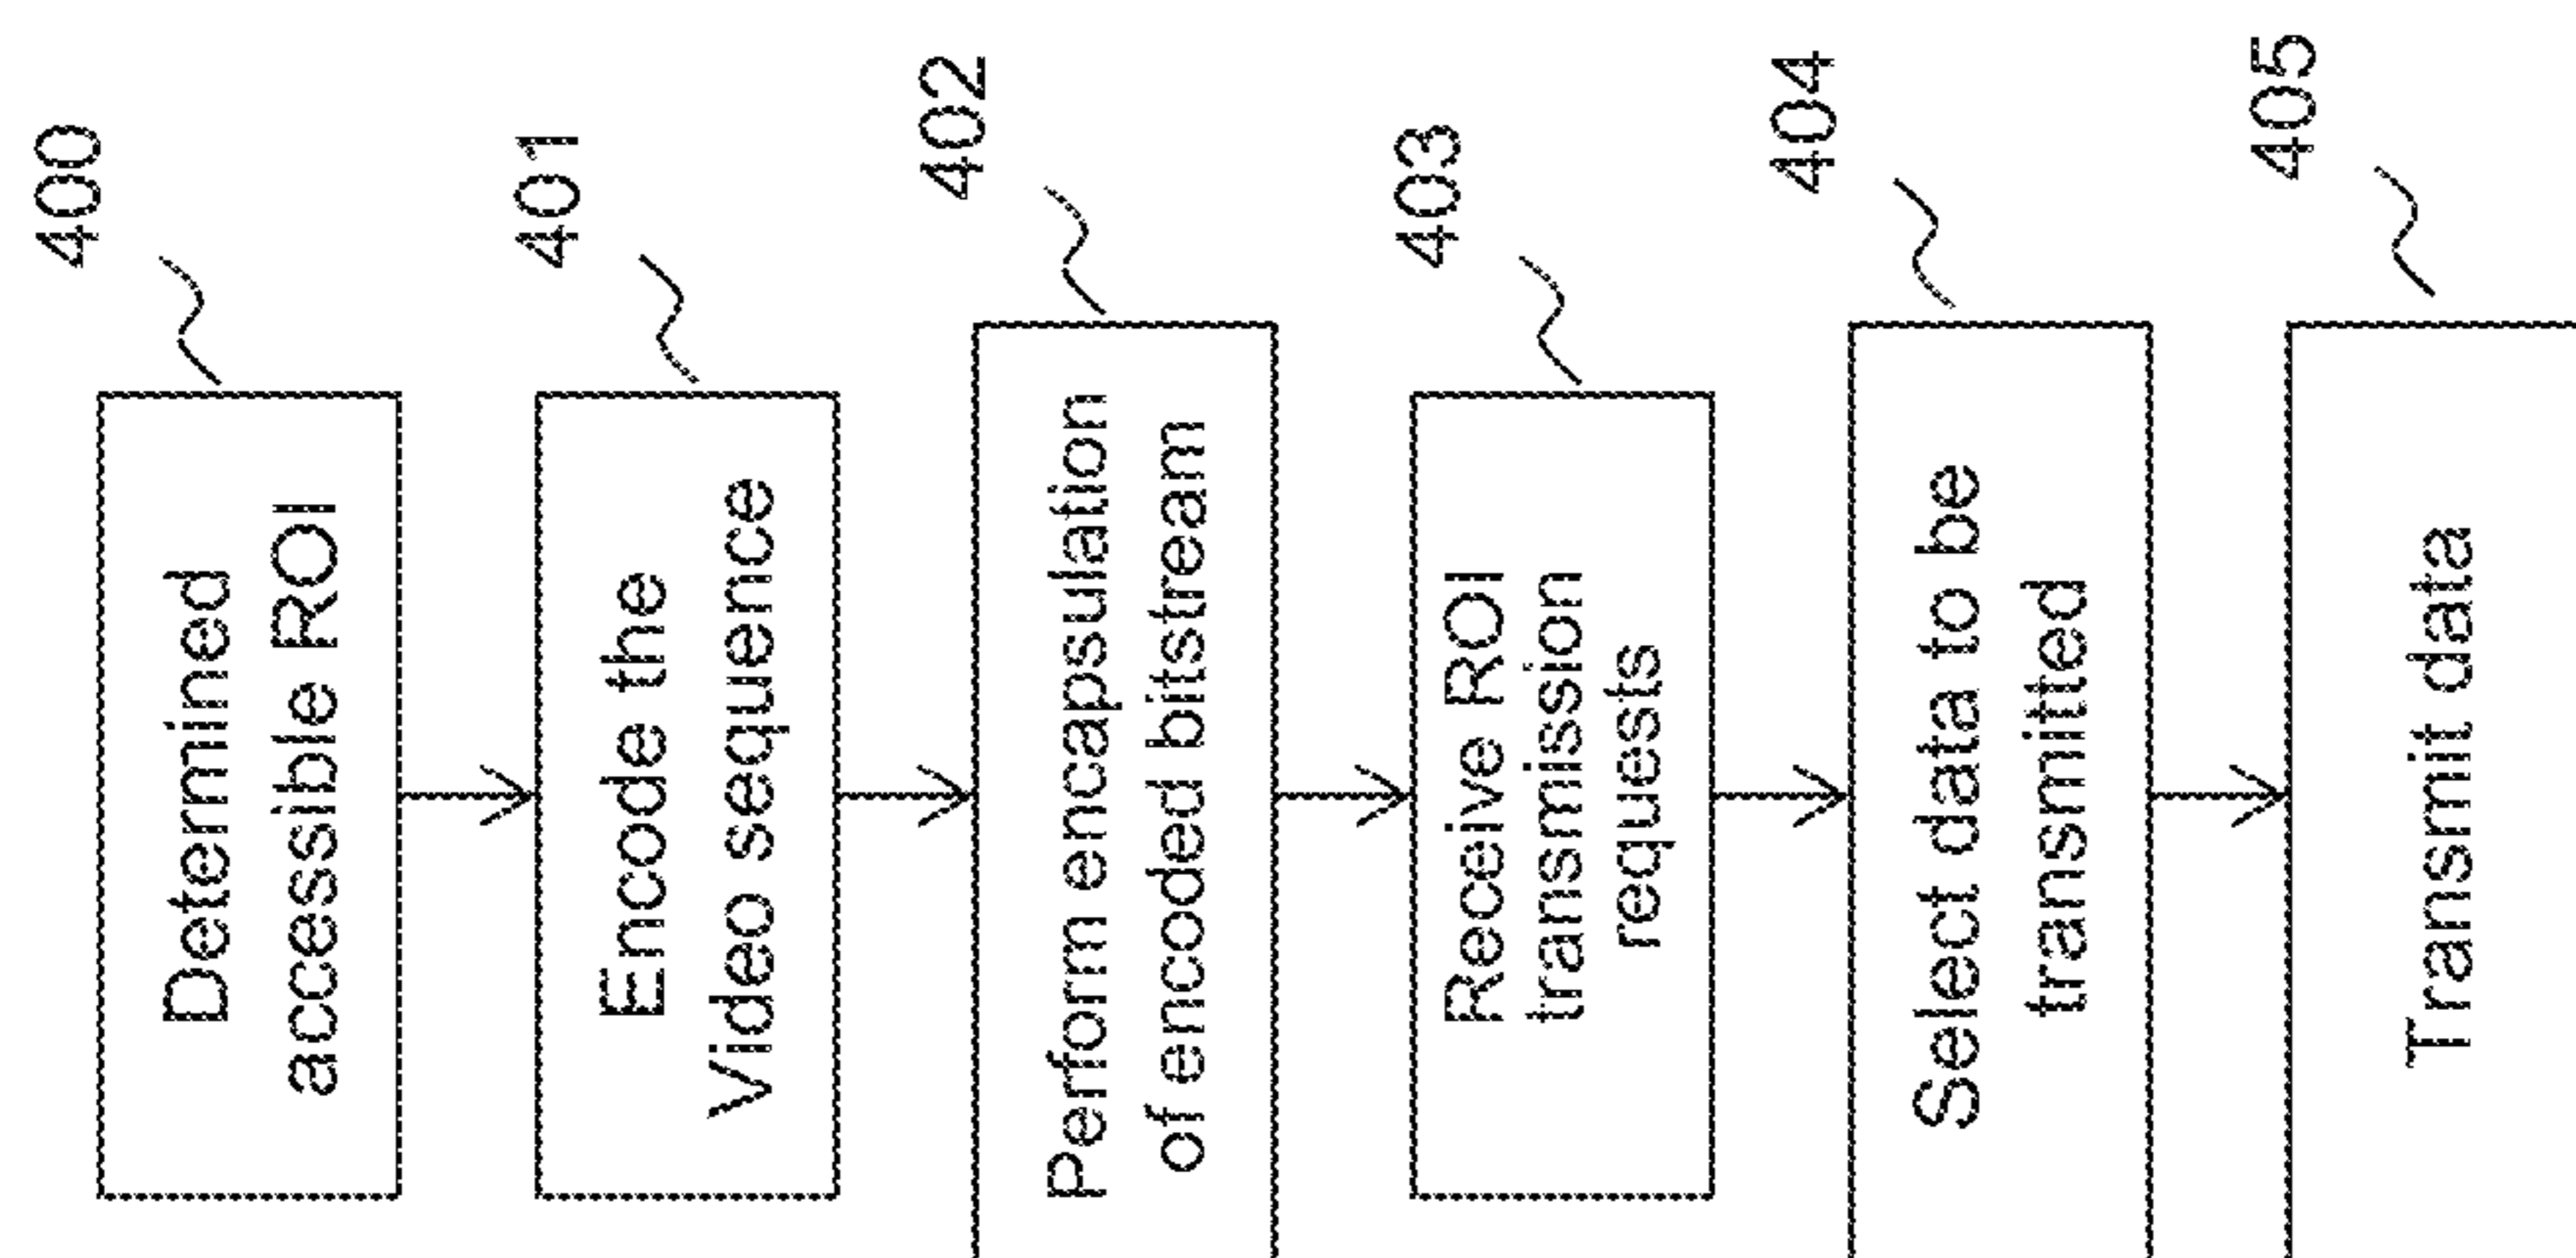 400
Determined
accessible ROI
401
Encode the
Video sequence
402
Perform encapsulation
of encoded bitstream
403
Receive ROI
transmission
requests
404
Select data to be
transmitted
405
Transmit data